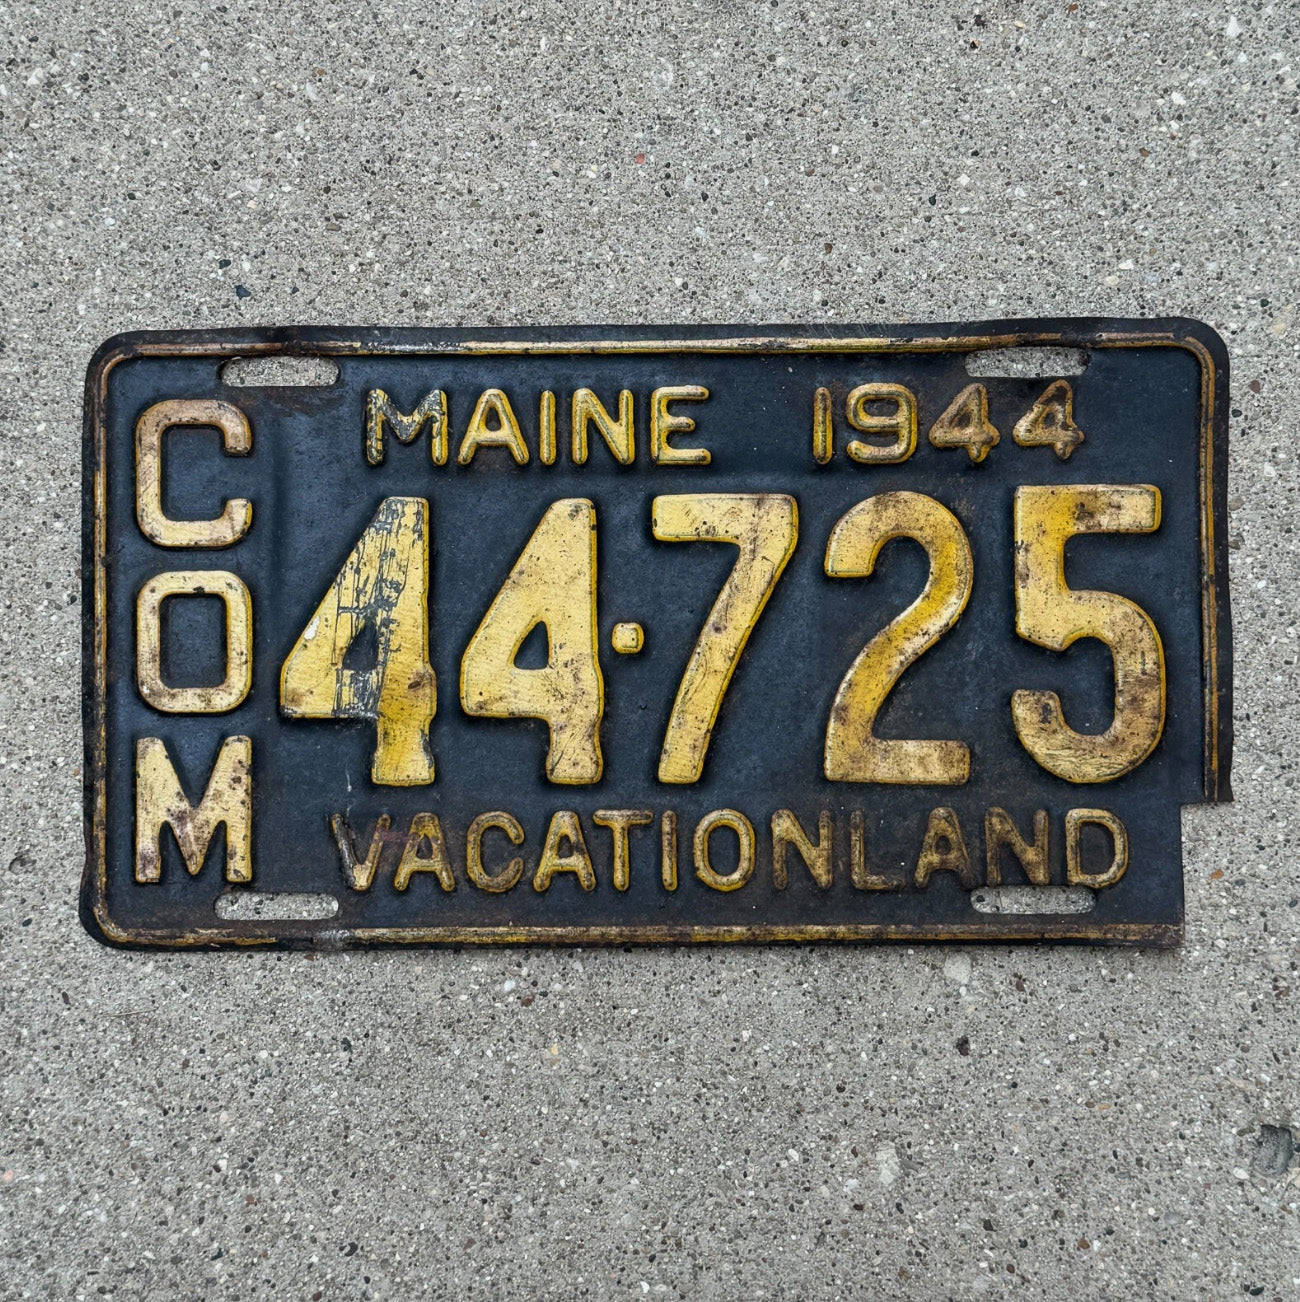 COM
MAINE 1944
44·725
VACATIONLAND